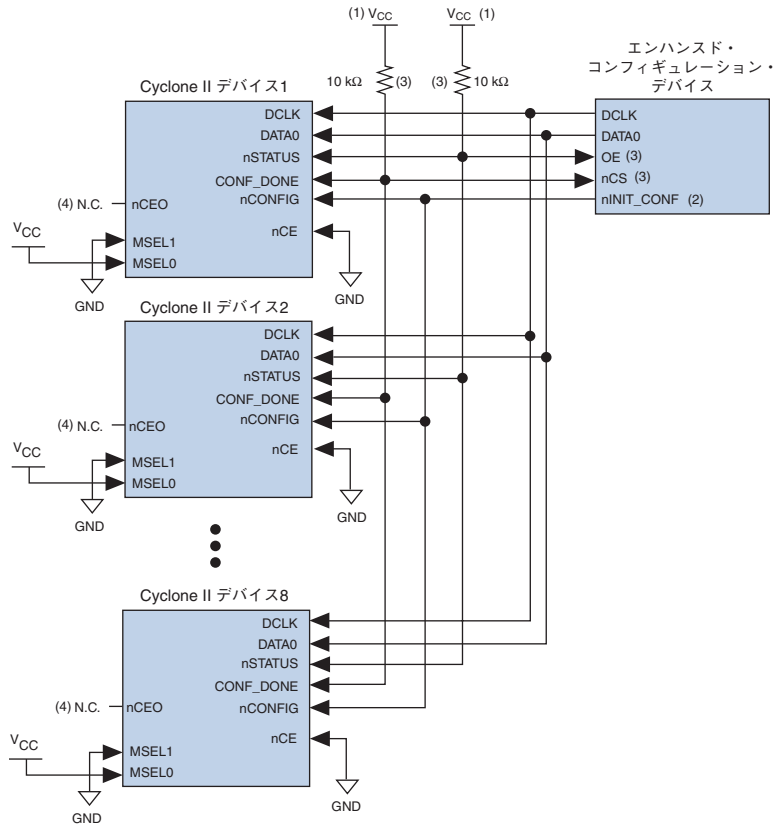 (1) VCC
VCC (1)
10 kΩ (3)
(3) 10 kΩ
エンハンスド・
コンフィギュレーション・
デバイス
DCLK
DATA0
OE (3)
nCS (3)
nINIT_CONF (2)
Cyclone II デバイス1
DCLK
DATA0
nSTATUS
CONF_DONE
nCONFIG
nCE
(4) N.C.
nCEO
VCC
MSEL1
MSEL0
GND
GND
Cyclone II デバイス2
DCLK
DATA0
nSTATUS
CONF_DONE
nCONFIG
nCE
(4) N.C.
nCEO
VCC
MSEL1
MSEL0
GND
GND
Cyclone II デバイス8
DCLK
DATA0
nSTATUS
CONF_DONE
nCONFIG
nCE
(4) N.C.
nCEO
VCC
MSEL1
MSEL0
GND
GND